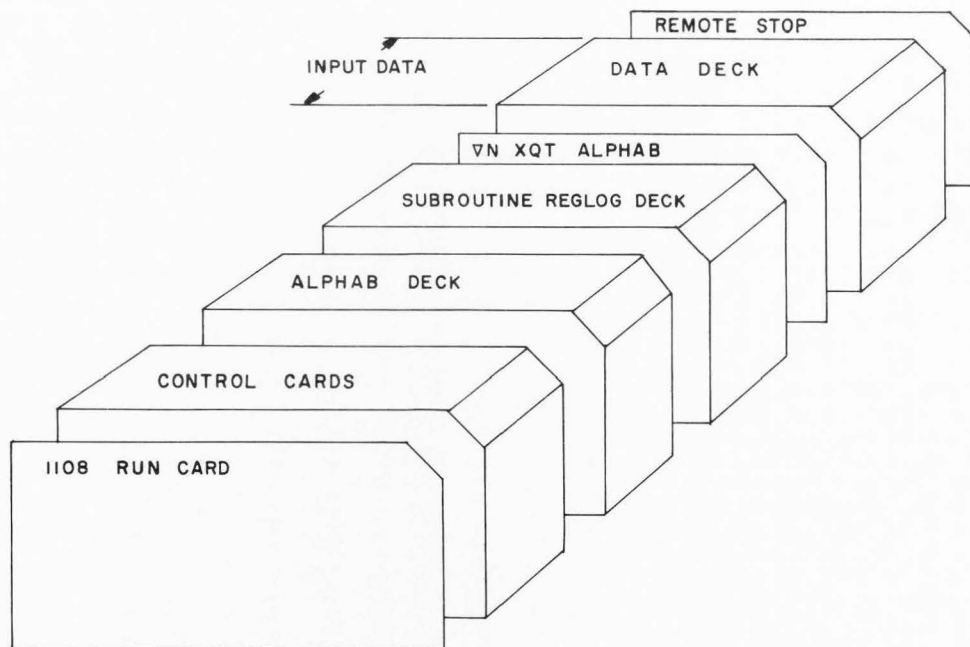 REMOTE STOP
INPUT DATA
DATA DECK
∇N XQT ALPHAB
SUBROUTINE REGLOG DECK
ALPHAB DECK
CONTROL CARDS
1108 RUN CARD